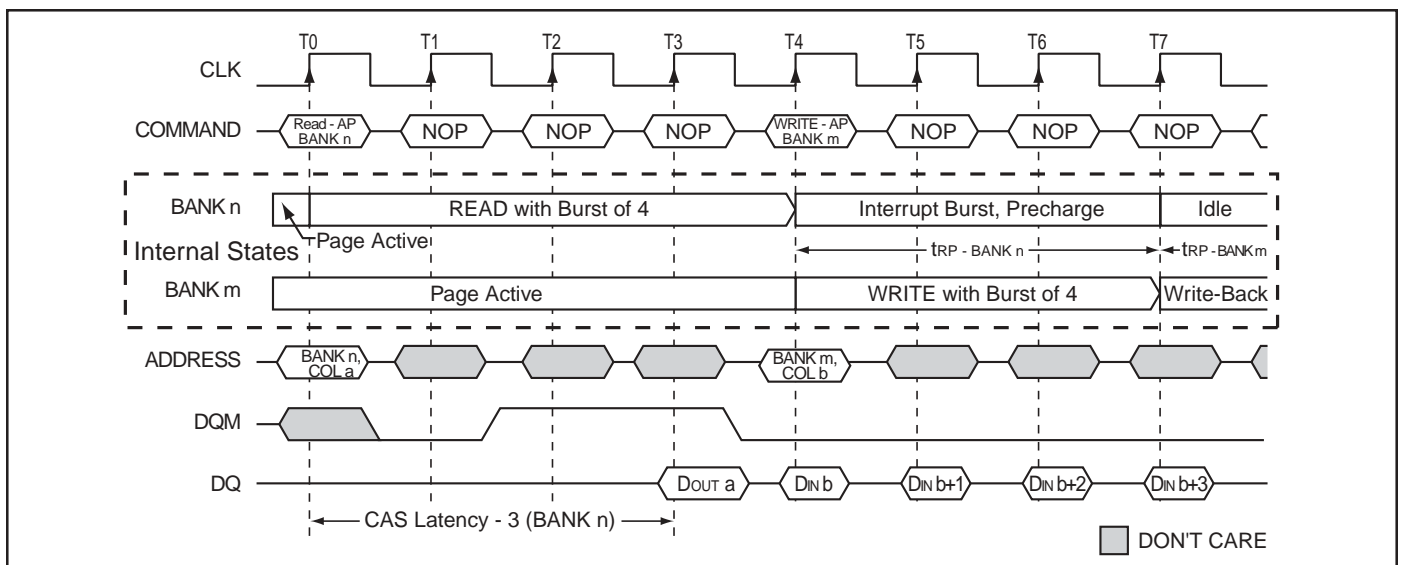 T0 T1 T2 T3 T4 T5 T6 T7
CLK
COMMAND Read - AP BANK n NOP NOP NOP WRITE - AP BANK m NOP NOP NOP
BANK n READ with Burst of 4 Interrupt Burst, Precharge Idle
Internal States Page Active tRP - BANK n tRP - BANK m
BANK m Page Active WRITE with Burst of 4 Write-Back
ADDRESS BANK n, COL a BANK m, COL b
DQM
DQ DOUT a DIN b DIN b+1 DIN b+2 DIN b+3
CAS Latency - 3 (BANK n)
DON'T CARE